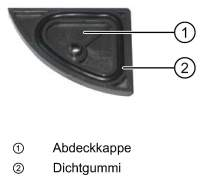 ①
②
① Abdeckkappe
② Dichtgummi